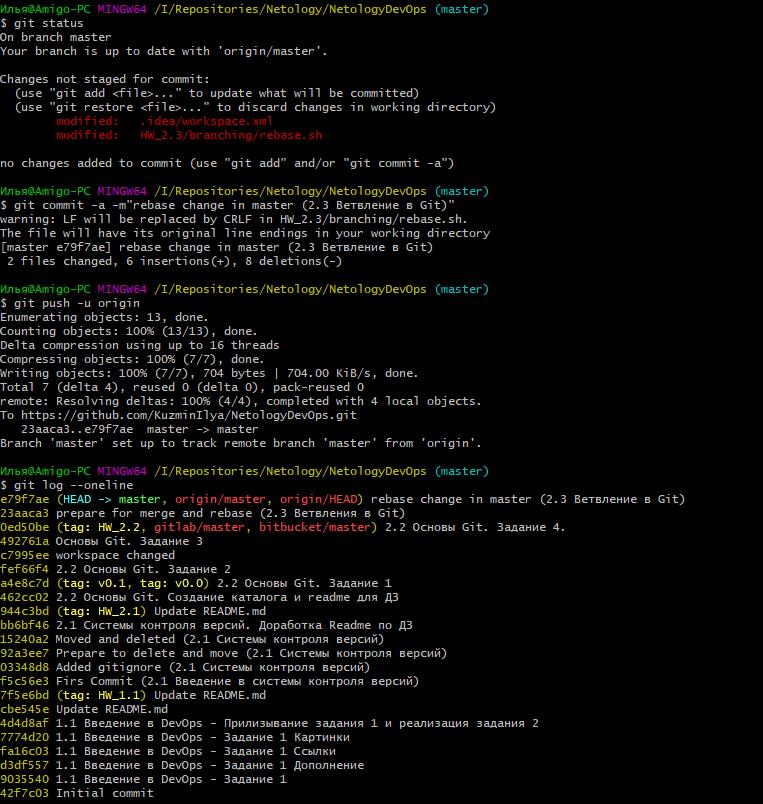 Илья@Amigo-PC MINGW64 /I/Repositories/Netology/NetologyDevOps (master)
$ git status
On branch master
Your branch is up to date with 'origin/master'.

Changes not staged for commit:
  (use "git add <file>..." to update what will be committed)
  (use "git restore <file>..." to discard changes in working directory)
        modified:   .idea/workspace.xml
        modified:   HW_2.3/branching/rebase.sh

no changes added to commit (use "git add" and/or "git commit -a")

Илья@Amigo-PC MINGW64 /I/Repositories/Netology/NetologyDevOps (master)
$ git commit -a -m"rebase change in master (2.3 Ветвление в Git)"
warning: LF will be replaced by CRLF in HW_2.3/branching/rebase.sh.
The file will have its original line endings in your working directory
[master e79f7ae] rebase change in master (2.3 Ветвление в Git)
 2 files changed, 6 insertions(+), 8 deletions(-)

Илья@Amigo-PC MINGW64 /I/Repositories/Netology/NetologyDevOps (master)
$ git push -u origin
Enumerating objects: 13, done.
Counting objects: 100% (13/13), done.
Delta compression using up to 16 threads
Compressing objects: 100% (7/7), done.
Writing objects: 100% (7/7), 704 bytes | 704.00 KiB/s, done.
Total 7 (delta 4), reused 0 (delta 0), pack-reused 0
remote: Resolving deltas: 100% (4/4), completed with 4 local objects.
To https://github.com/KuzminIlya/NetologyDevOps.git
   23aaca3..e79f7ae  master -> master
Branch 'master' set up to track remote branch 'master' from 'origin'.

Илья@Amigo-PC MINGW64 /I/Repositories/Netology/NetologyDevOps (master)
$ git log --oneline
e79f7ae (HEAD -> master, origin/master, origin/HEAD) rebase change in master (2.3 Ветвление в Git)
23aaca3 prepare for merge and rebase (2.3 Ветвления в Git)
0ed50be (tag: HW_2.2, gitlab/master, bitbucket/master) 2.2 Основы Git. Задание 4.
492761a Основы Git. Задание 3
c7995ee workspace changed
fef66f4 2.2 Основы Git. Задание 2
a4e8c7d (tag: v0.1, tag: v0.0) 2.2 Основы Git. Задание 1
462cc02 2.2 Основы Git. Создание каталога и readme для ДЗ
944c3bd (tag: HW_2.1) Update README.md
bb6bf46 2.1 Системы контроля версий. Доработка Readme по ДЗ
15240a2 Moved and deleted (2.1 Системы контроля версий)
92a3ee7 Prepare to delete and move (2.1 Системы контроля версий)
03348d8 Added gitignore (2.1 Системы контроля версий)
f5c56e3 Firs Commit (2.1 Введение в системы контроля версий)
7f5e6bd (tag: HW_1.1) Update README.md
cbe545e Update README.md
4d4d8af 1.1 Введение в DevOps - Прилизывание задания 1 и реализация задания 2
7774d20 1.1 Введение в DevOps - Задание 1 Картинки
fa16c03 1.1 Введение в DevOps - Задание 1 Ссылки
d3df557 1.1 Введение в DevOps - Задание 1 Дополнение
9035540 1.1 Введение в DevOps - Задание 1
42f7c03 Initial commit